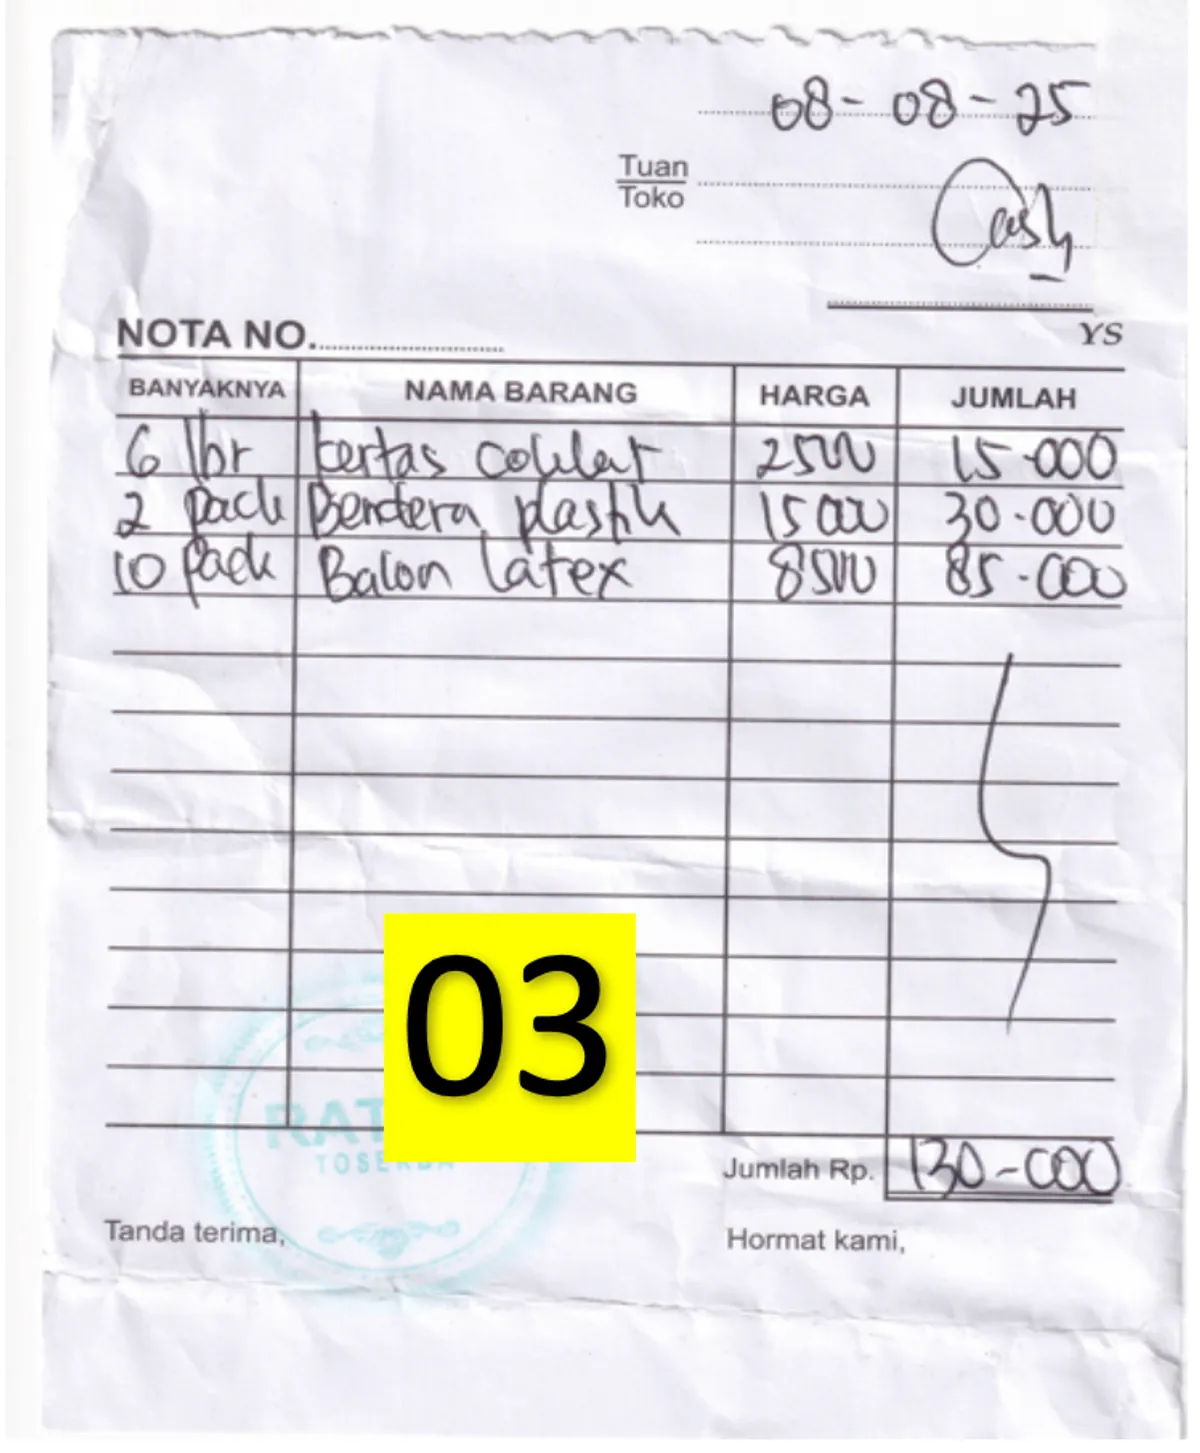 08-08-25
Tuan
Toko
Cash
YS
NOTA NO.
BANYAKNYA NAMA BARANG HARGA JUMLAH
6 lbr kertas coklat 2500 15.000
2 pack Bendera plastik 15000 30.000
10 pack Balon Latex 8500 85.000
03
TOSERBA
Jumlah Rp. 130-000
Tanda terima, Hormat kami,